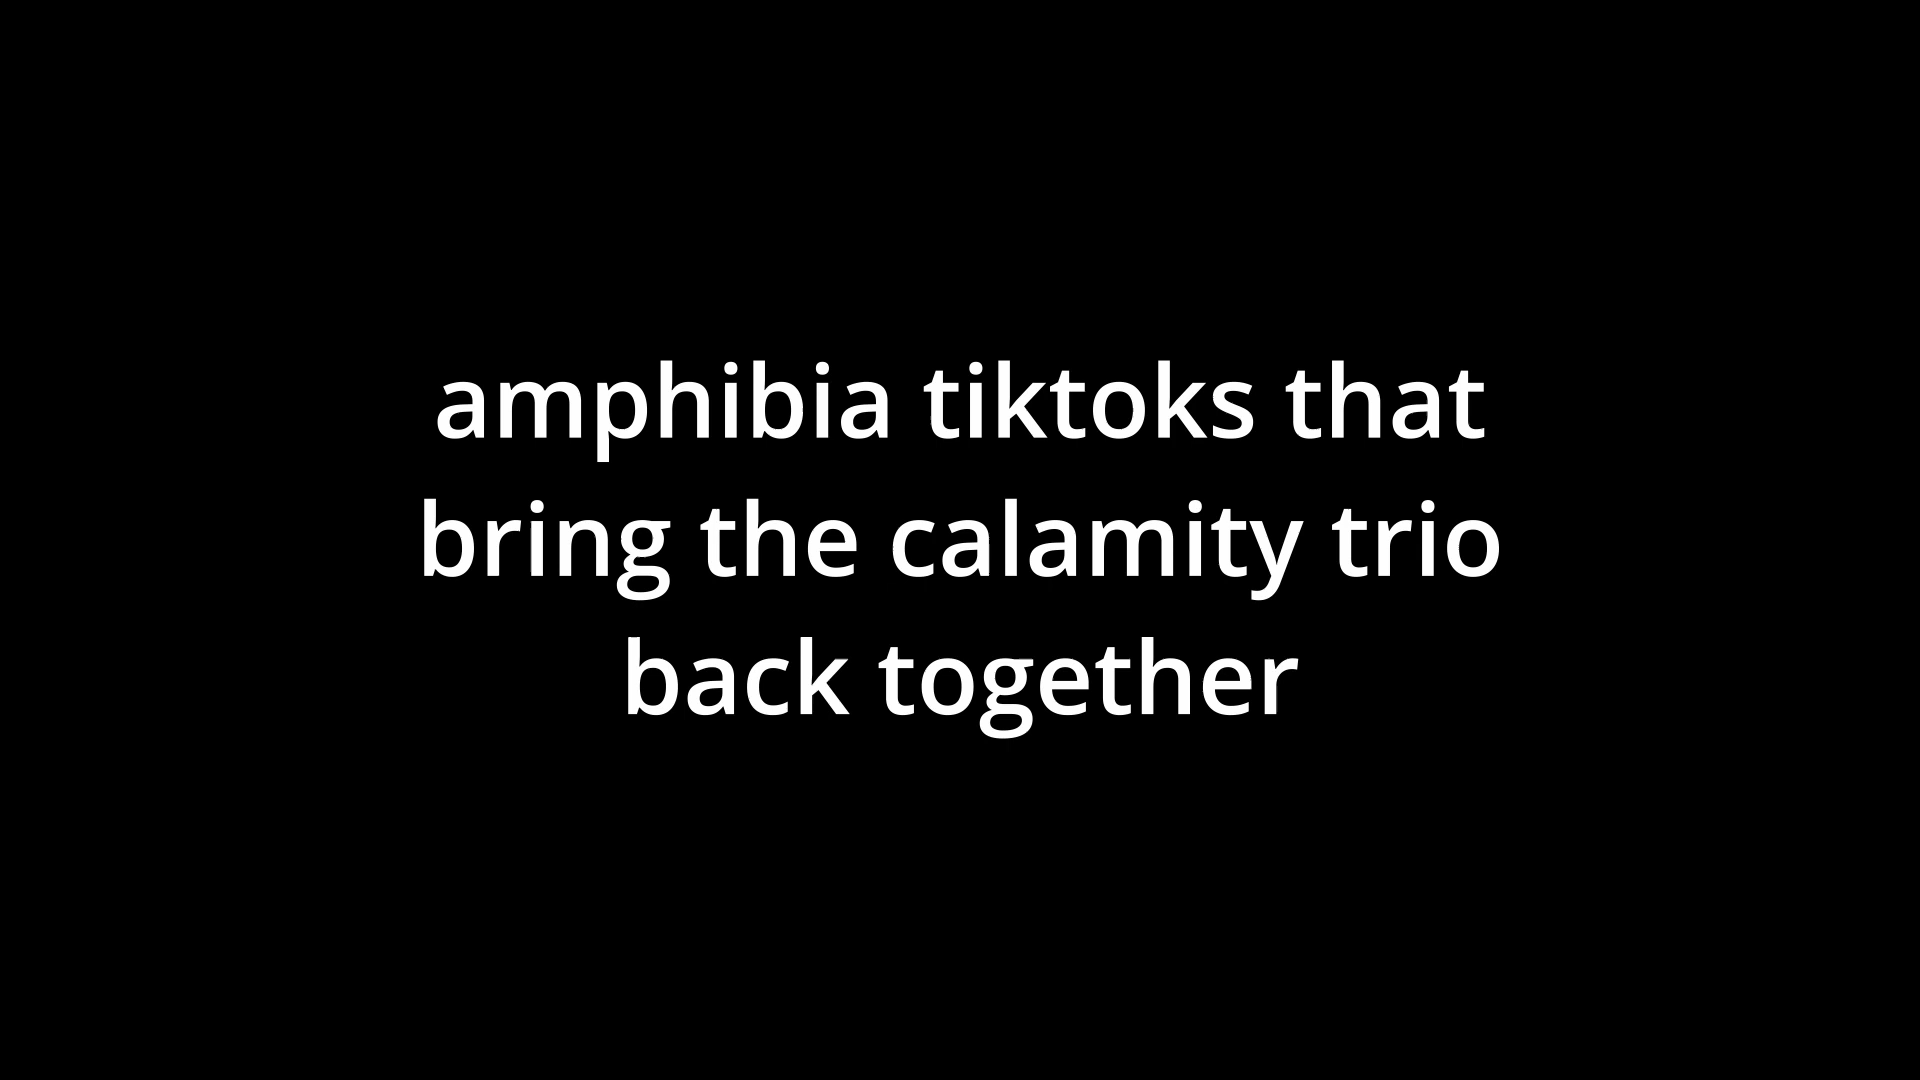 amphibia tiktoks that
bring the calamity trio
back together